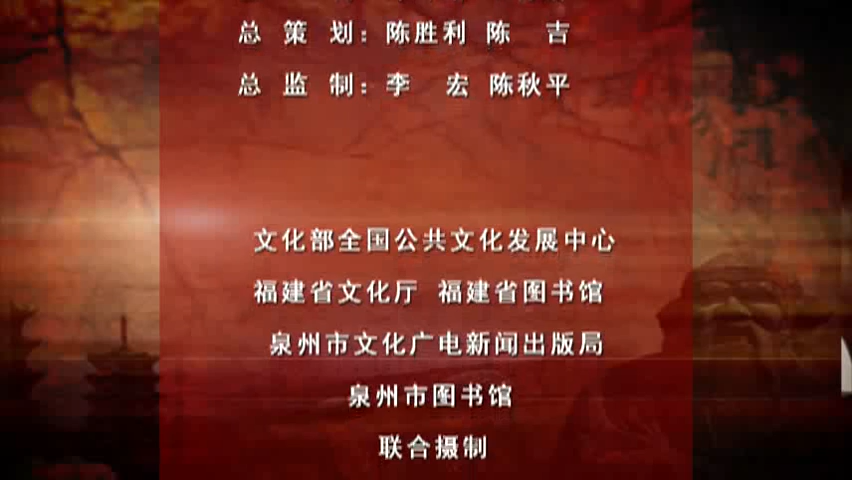 总 策 划：陈胜利 陈 吉
总 监 制：李 宏 陈秋平
文化部全国公共文化发展中心
福建省文化厅 福建省图书馆
泉州市文化广电新闻出版局
泉州市图书馆
联合摄制